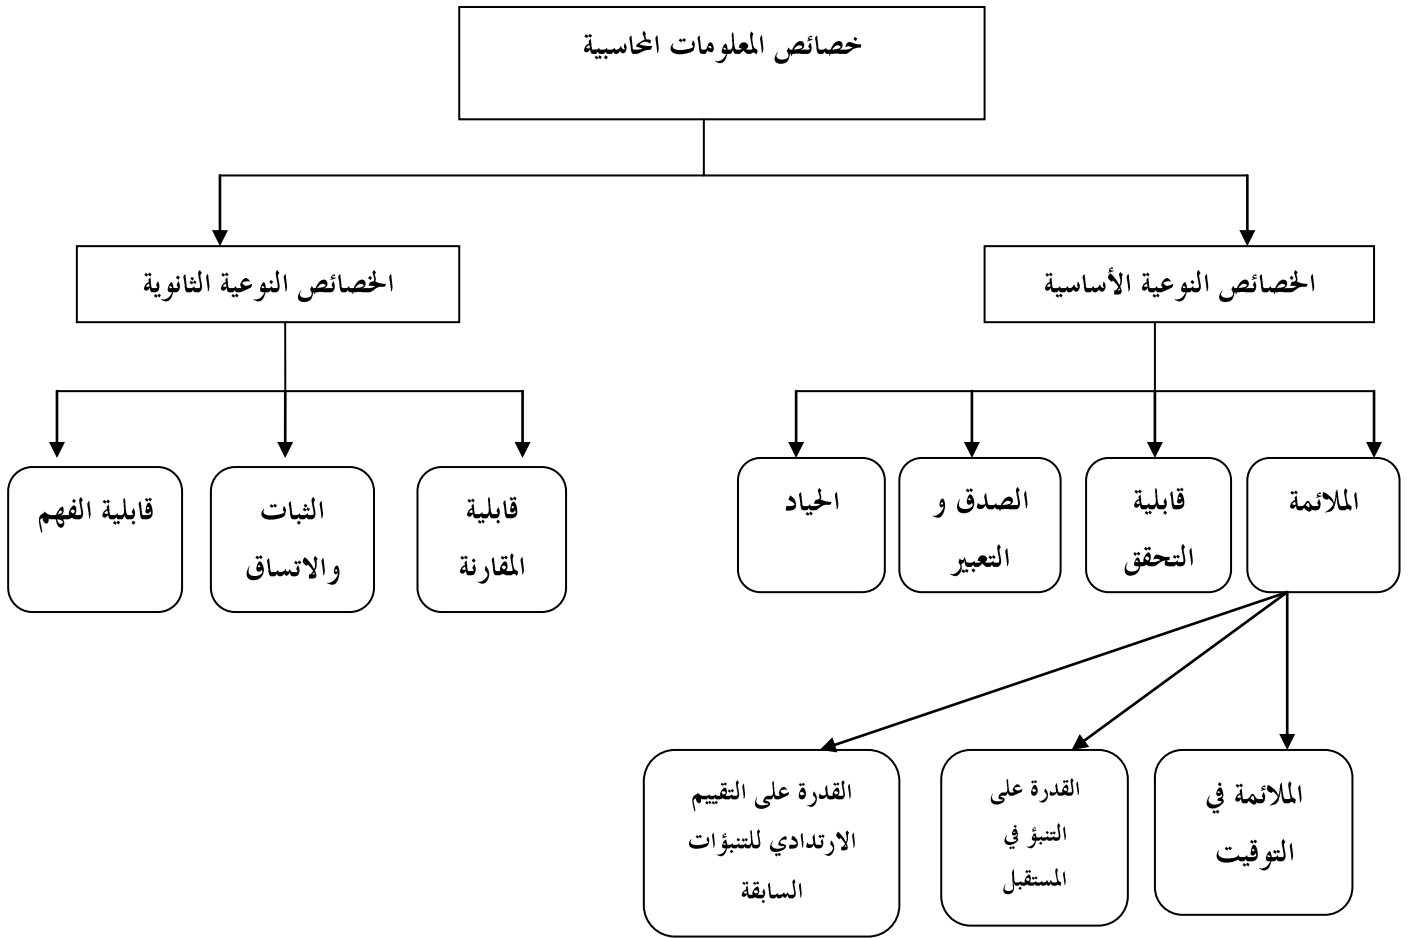 خصائص المعلومات المحاسبية
الخصائص النوعية الأساسية
الخصائص النوعية الثانوية
الملائمة
قابلية
التحقق
الصدق و
التعبير
الحياد
قابلية
المقارنة
الثبات
والاتساق
قابلية الفهم
الملائمة في
التوقيت
القدرة على
التنبؤ في
المستقبل
القدرة على التقييم
الارتدادي للتنبؤات
السابقة